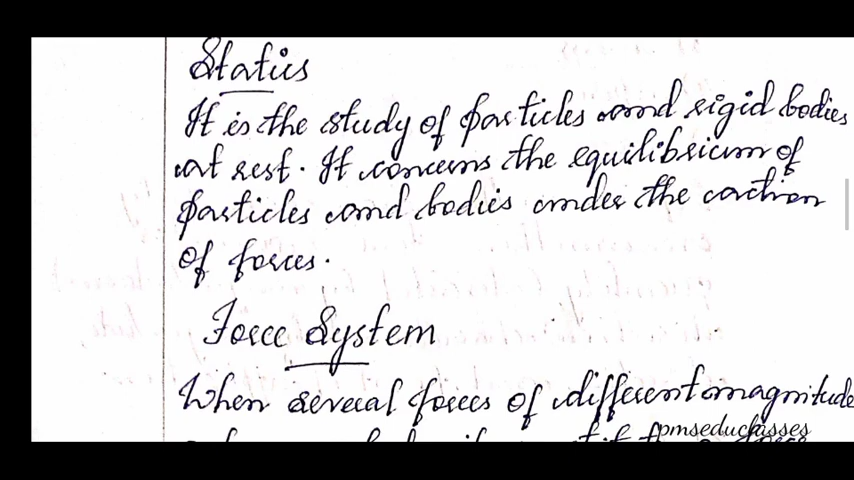 Statics
It is the study of particles and rigid bodies
at rest. It concerns the equilibrium of
particles and bodies under the action
of forces.
Force System
When several forces of different magnitude
pmseduclasses